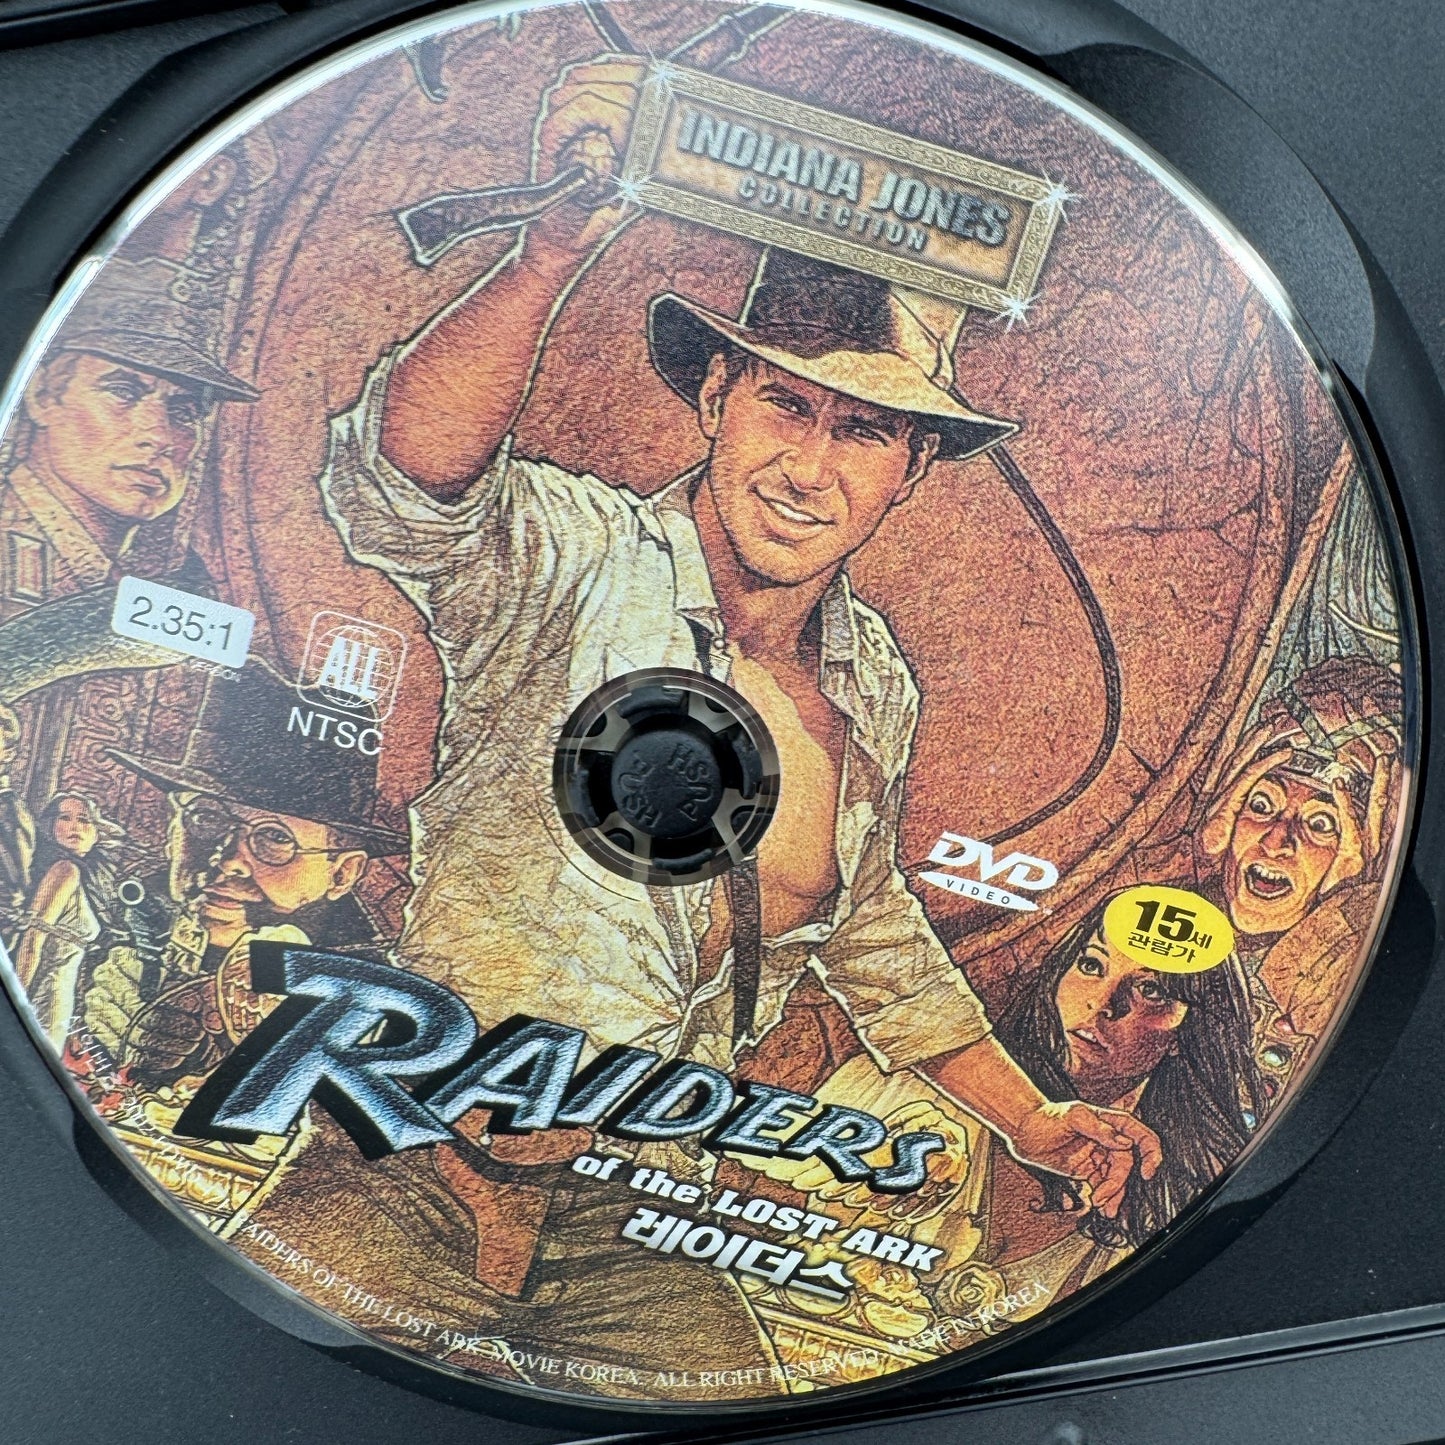 INDIANA JONES
COLLECTION
2.35:1
ALL
NTSC
PUSH
PUSH
DVD
VIDEO
15세
관람가
RAIDERS
of the LOST ARK
레이더스
RAIDERS OF THE LOST ARK. MOVIE KOREA. ALL RIGHT RESERVED. MADE IN KOREA